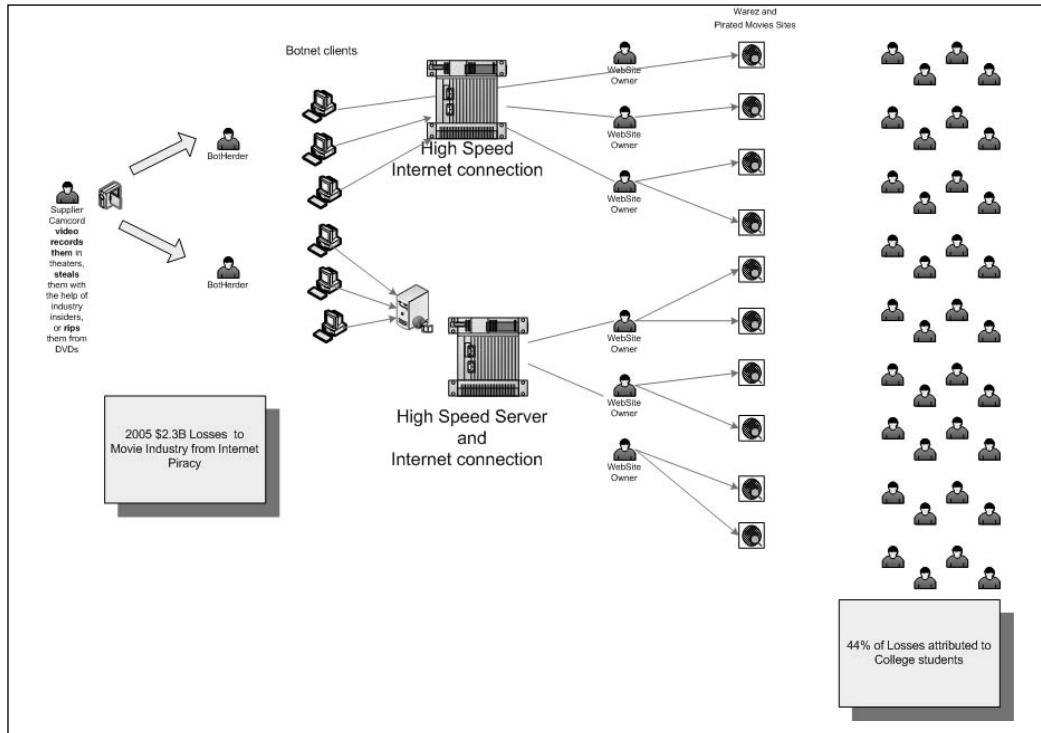 Warez and
Pirated Movies Sites
Botnet clients
WebSite
Owner
BotHerder
WebSite
Owner
High Speed
Internet connection
WebSite
Owner
Supplier
Camcord
video
records
them in
theaters,
steals
them with
the help of
industry
insiders,
or rips
them from
DVDs
BotHerder
WebSite
Owner
2005 $2.3B Losses to
Movie Industry from Internet
Piracy
High Speed Server
and
Internet connection
WebSite
Owner
WebSite
Owner
44% of Losses attributed to
College students